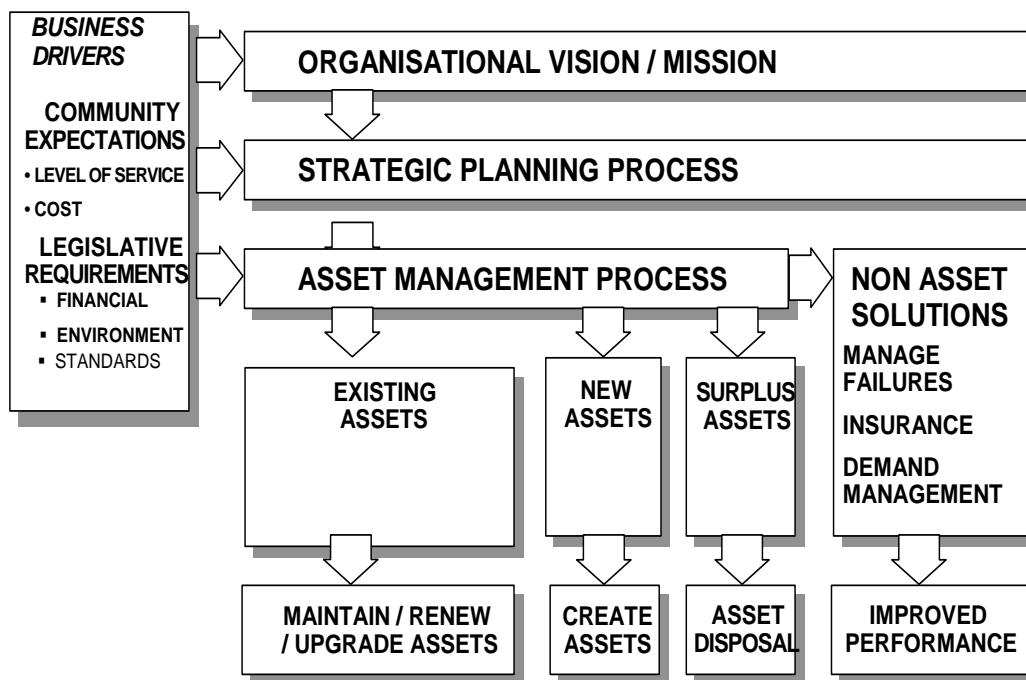 BUSINESS
DRIVERS
COMMUNITY
EXPECTATIONS
• LEVEL OF SERVICE
• COST
LEGISLATIVE
REQUIREMENTS
▪ FINANCIAL
▪ ENVIRONMENT
▪ STANDARDS
ORGANISATIONAL VISION / MISSION
STRATEGIC PLANNING PROCESS
ASSET MANAGEMENT PROCESS
NON ASSET
SOLUTIONS
MANAGE
FAILURES
INSURANCE
DEMAND
MANAGEMENT
EXISTING
ASSETS
NEW
ASSETS
SURPLUS
ASSETS
MAINTAIN / RENEW
/ UPGRADE ASSETS
CREATE
ASSETS
ASSET
DISPOSAL
IMPROVED
PERFORMANCE